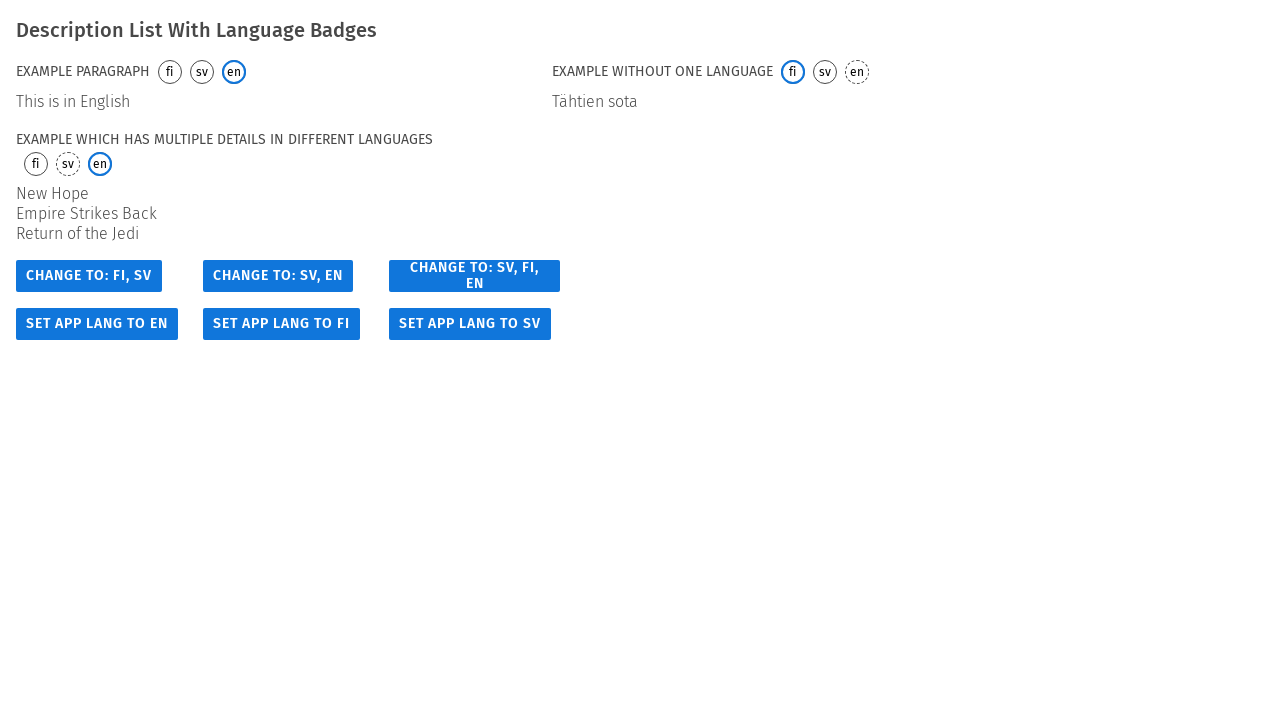 Description List With Language Badges
EXAMPLE PARAGRAPH fi sv en
This is in English
EXAMPLE WITHOUT ONE LANGUAGE fi sv en
Tähtien sota
EXAMPLE WHICH HAS MULTIPLE DETAILS IN DIFFERENT LANGUAGES
fi sv en
New Hope
Empire Strikes Back
Return of the Jedi
CHANGE TO: FI, SV
CHANGE TO: SV, EN
CHANGE TO: SV, FI,
EN
SET APP LANG TO EN
SET APP LANG TO FI
SET APP LANG TO SV